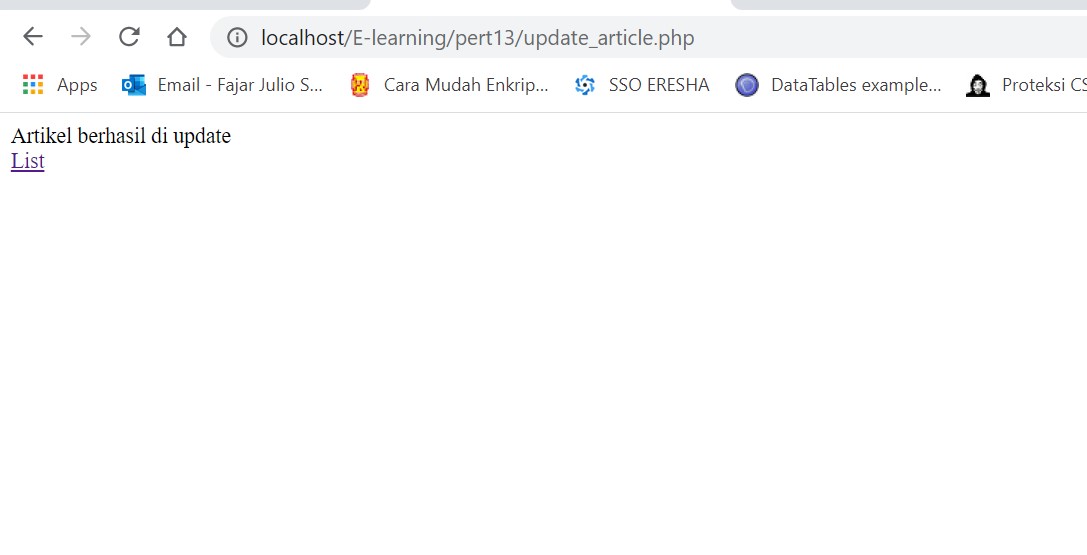 localhost/E-learning/pert13/update_article.php
Apps Email - Fajar Julio S... Cara Mudah Enkrip... SSO ERESHA DataTables example... Proteksi CS
Artikel berhasil di update
List